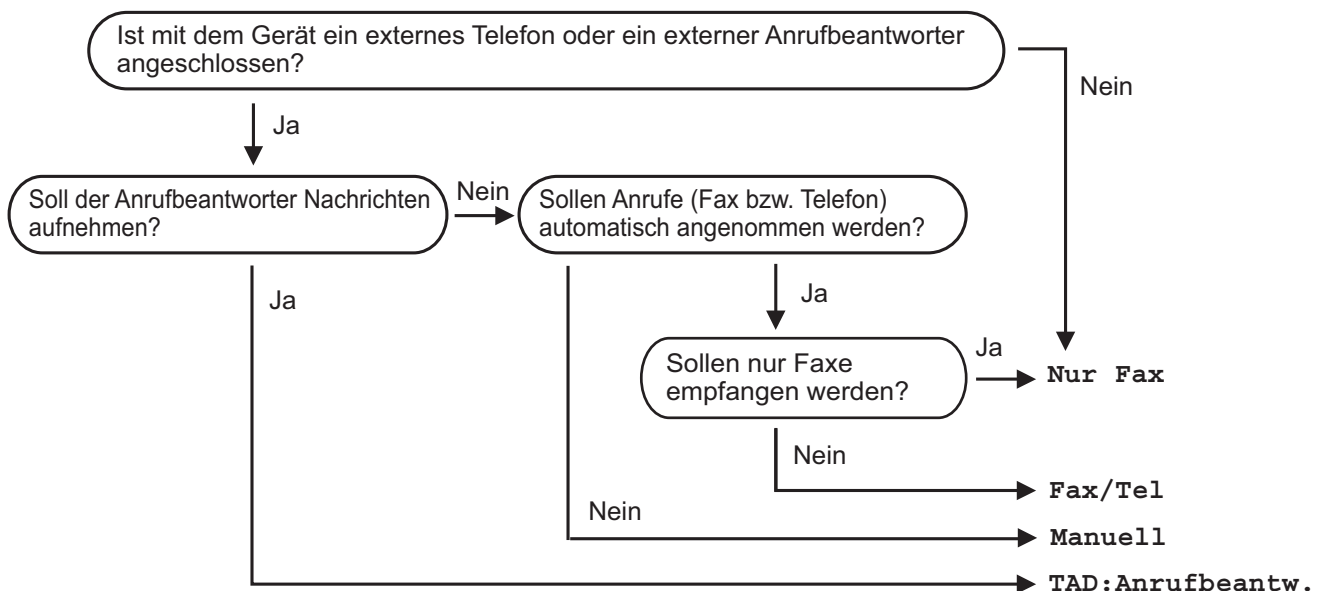 Ist mit dem Gerät ein externes Telefon oder ein externer Anrufbeantworter
angeschlossen?
Nein
Ja
Soll der Anrufbeantworter Nachrichten
aufnehmen?
Nein
Sollen Anrufe (Fax bzw. Telefon)
automatisch angenommen werden?
Ja
Ja
Sollen nur Faxe
empfangen werden?
Ja
Nur Fax
Nein
Fax/Tel
Nein
Manuell
TAD:Anrufbeantw.